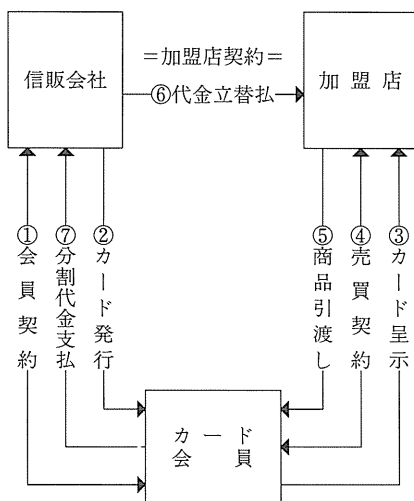 信販会社
=加盟店契約=
⑥代金立替払
加盟店
①会員契約
⑦分割代金支払
②カード発行
⑤商品引渡し
④売買契約
③カード呈示
カード
会員